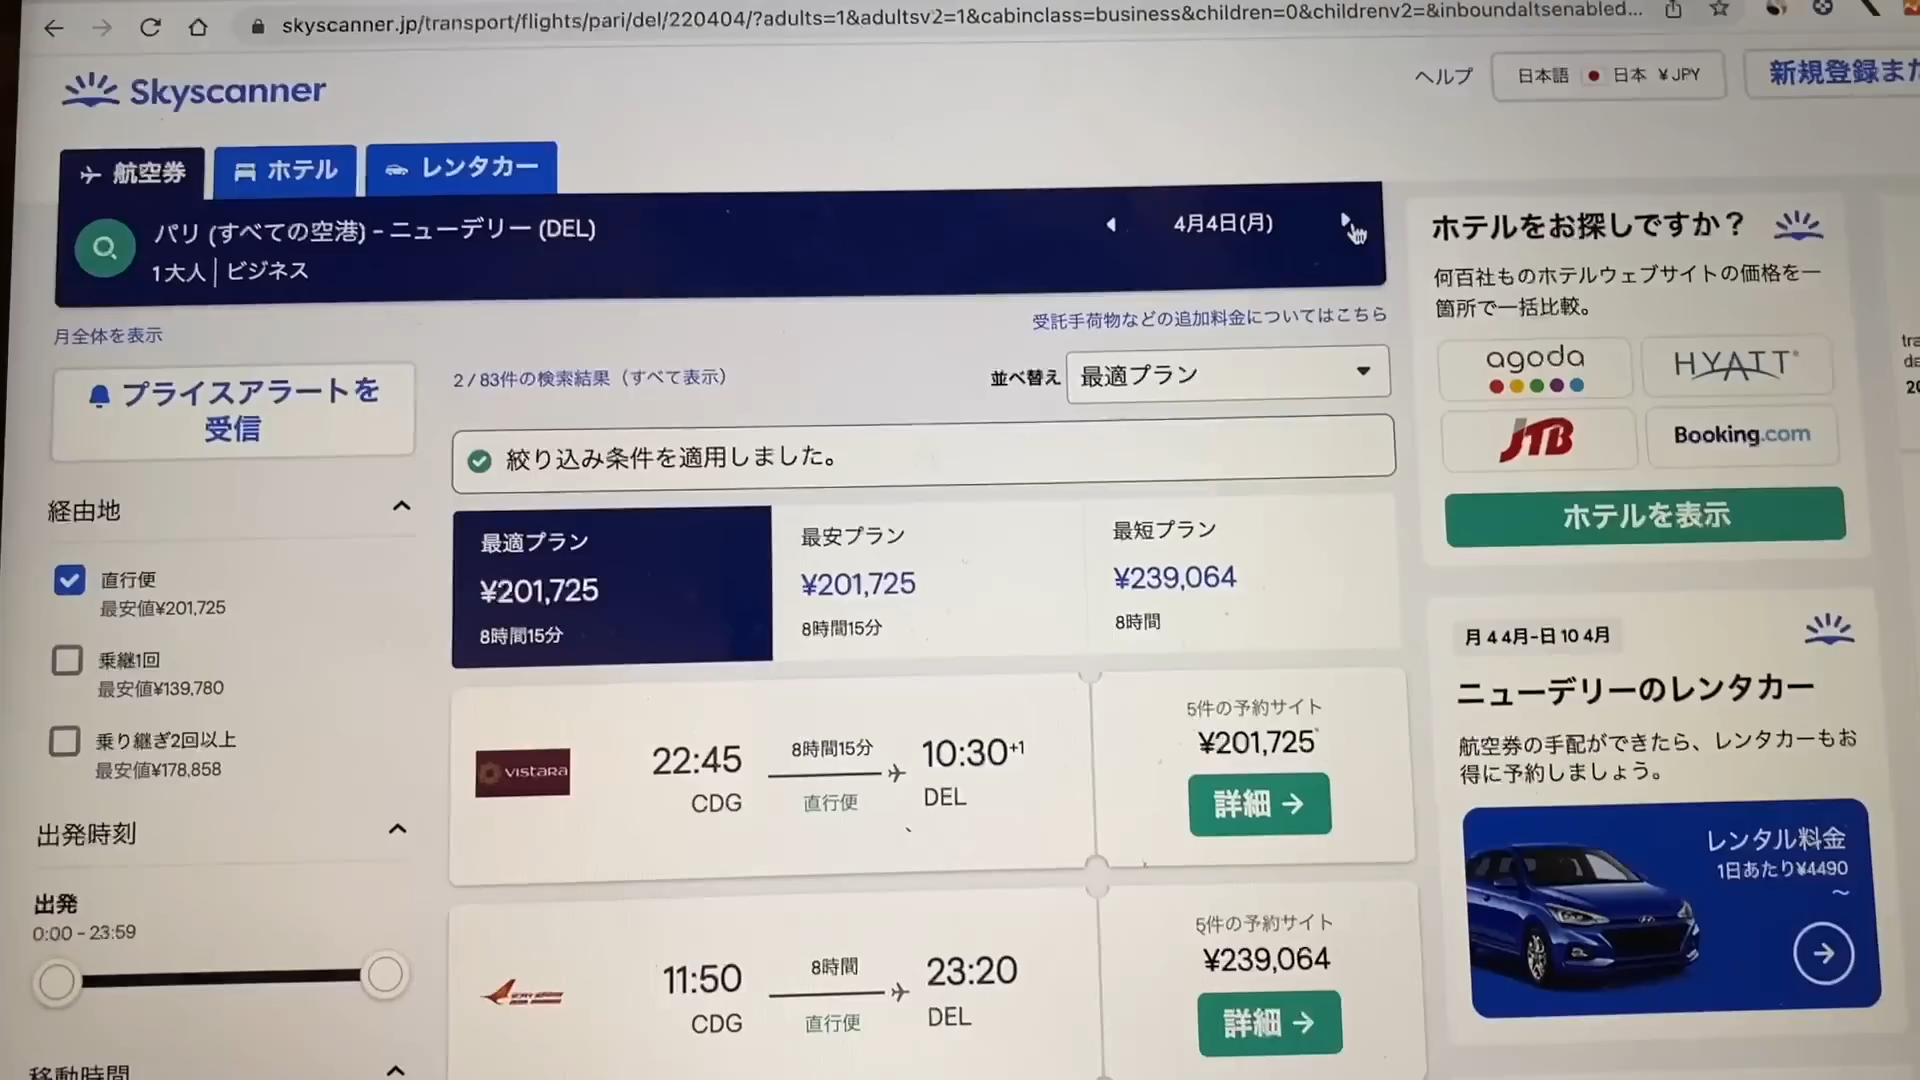 skyscanner.jp/transport/flights/pari/del/220404/?adults=1&adultsv2=1&cabinclass=business&children=0&childrenv2=&inboundaltsenabled...
Skyscanner
ヘルプ
日本語 日本 ¥ JPY
新規登録また
航空券
ホテル
レンタカー
パリ (すべての空港) - ニューデリー (DEL)
1大人 | ビジネス
4月4日(月)
月全体を表示
受託手荷物などの追加料金についてはこちら
プライスアラートを
受信
2 / 83件の検索結果（すべて表示）
並べ替え 最適プラン
絞り込み条件を適用しました。
経由地
直行便
最安値¥201,725
乗継1回
最安値¥139,780
乗り継ぎ2回以上
最安値¥178,858
出発時刻
出発
0:00 - 23:59
移動時間
最適プラン
¥201,725
8時間15分
最安プラン
¥201,725
8時間15分
最短プラン
¥239,064
8時間
VISTARA
22:45
CDG
8時間15分
直行便
10:30+1
DEL
5件の予約サイト
¥201,725
詳細 →
11:50
CDG
8時間
直行便
23:20
DEL
5件の予約サイト
¥239,064
詳細 →
ホテルをお探しですか？
何百社ものホテルウェブサイトの価格を一
箇所で一括比較。
agoda
HYATT
JTB
Booking.com
ホテルを表示
月 4 4月-日 10 4月
ニューデリーのレンタカー
航空券の手配ができたら、レンタカーもお
得に予約しましょう。
レンタル料金
1日あたり¥4490
～